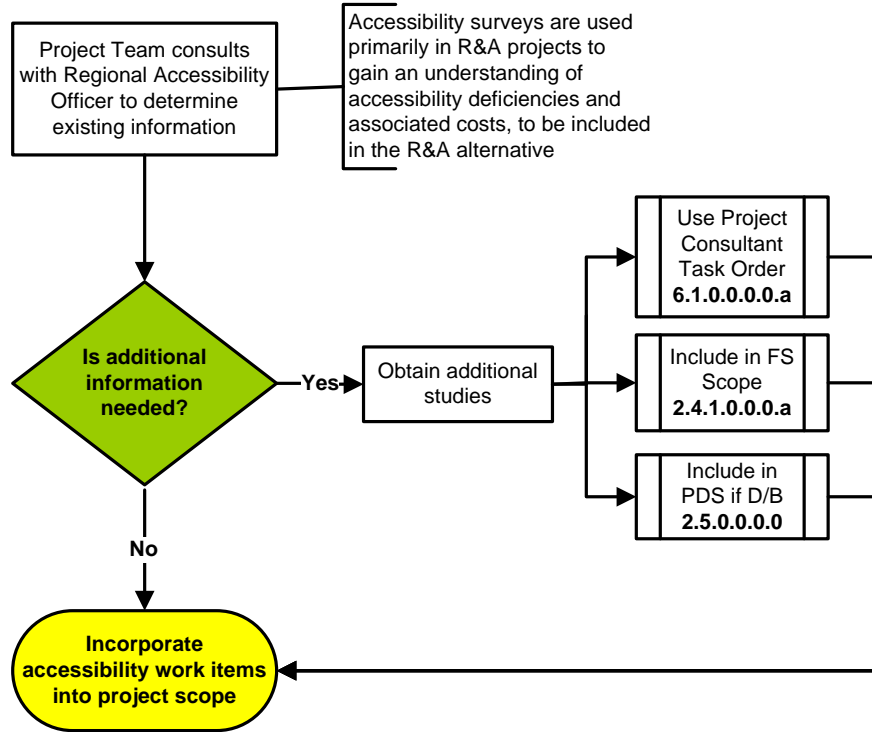 Project Team consults
with Regional Accessibility
Officer to determine
existing information
Accessibility surveys are used
primarily in R&A projects to
gain an understanding of
accessibility deficiencies and
associated costs, to be included
in the R&A alternative
Is additional
information
needed?
Yes
Obtain additional
studies
Use Project
Consultant
Task Order
6.1.0.0.0.0.a
Include in FS
Scope
2.4.1.0.0.0.a
Include in
PDS if D/B
2.5.0.0.0.0
No
Incorporate
accessibility work items
into project scope